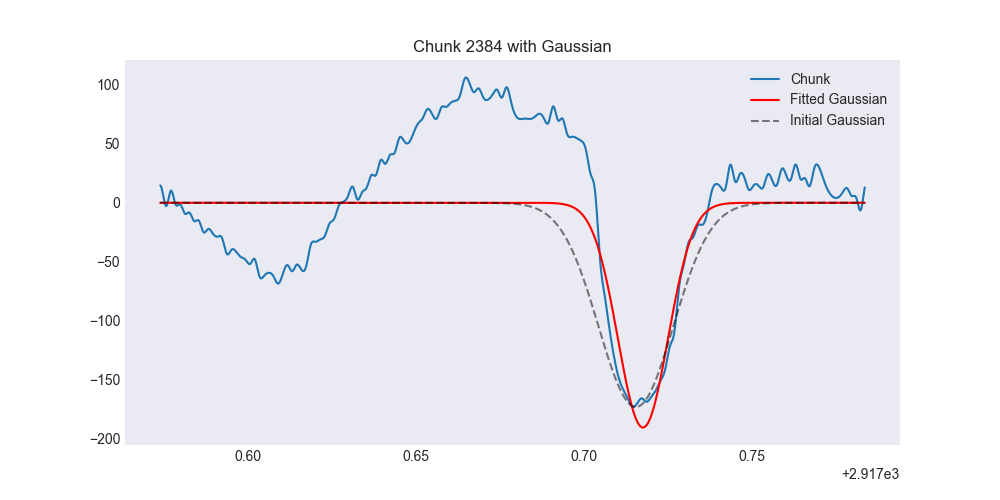 Chunk 2384 with Gaussian
100
50
0
−50
−100
−150
−200
0.60
0.65
0.70
0.75
+2.917e3
Chunk
Fitted Gaussian
Initial Gaussian